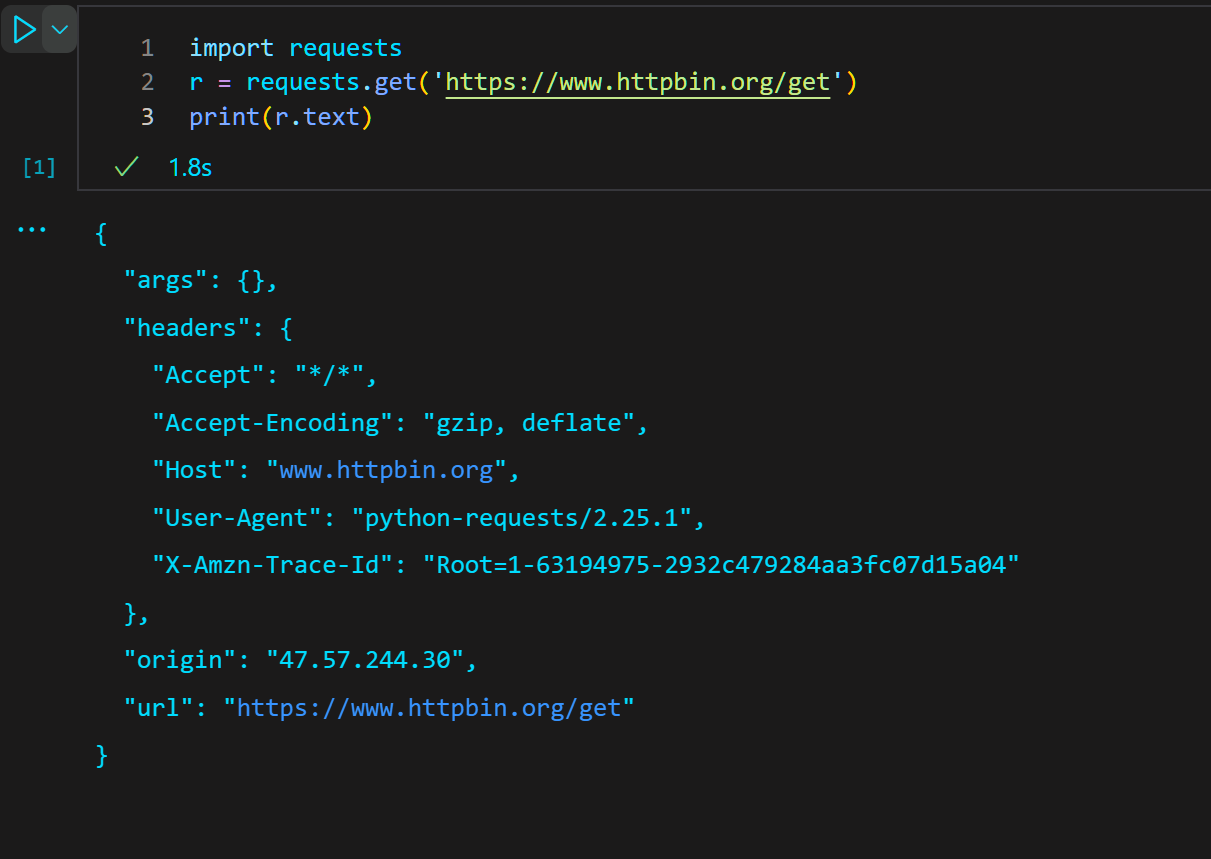 1 import requests
2 r = requests.get('https://www.httpbin.org/get')
3 print(r.text)
[1] ✓ 1.8s
... {
"args": {},
"headers": {
"Accept": "*/*",
"Accept-Encoding": "gzip, deflate",
"Host": "www.httpbin.org",
"User-Agent": "python-requests/2.25.1",
"X-Amzn-Trace-Id": "Root=1-63194975-2932c479284aa3fc07d15a04"
},
"origin": "47.57.244.30",
"url": "https://www.httpbin.org/get"
}